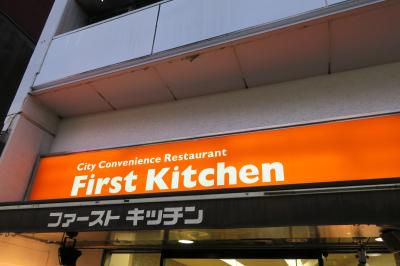 City Convenience Restaurant
First Kitchen
ファースト キッチン